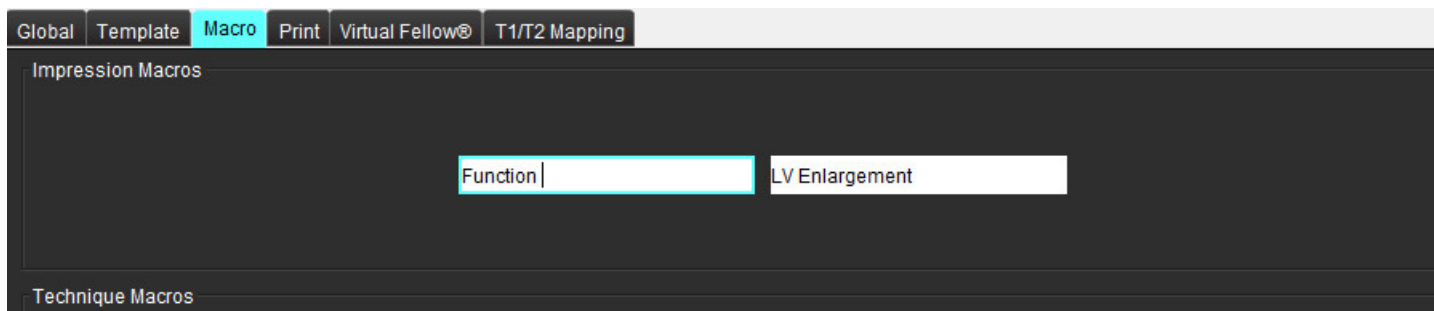 Global Template Macro Print Virtual Fellow® T1/T2 Mapping
Impression Macros
Function LV Enlargement
Technique Macros